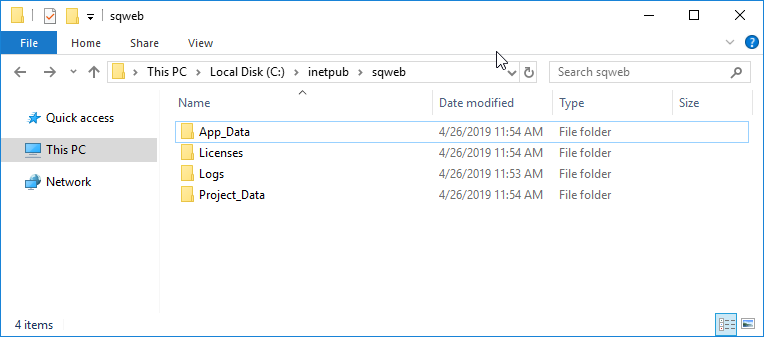 sqweb
File Home Share View
This PC Local Disk (C:) inetpub sqweb Search sqweb
Name Date modified Type Size
Quick access
This PC
Network
App_Data 4/26/2019 11:54 AM File folder
Licenses 4/26/2019 11:54 AM File folder
Logs 4/26/2019 11:53 AM File folder
Project_Data 4/26/2019 11:54 AM File folder
4 items